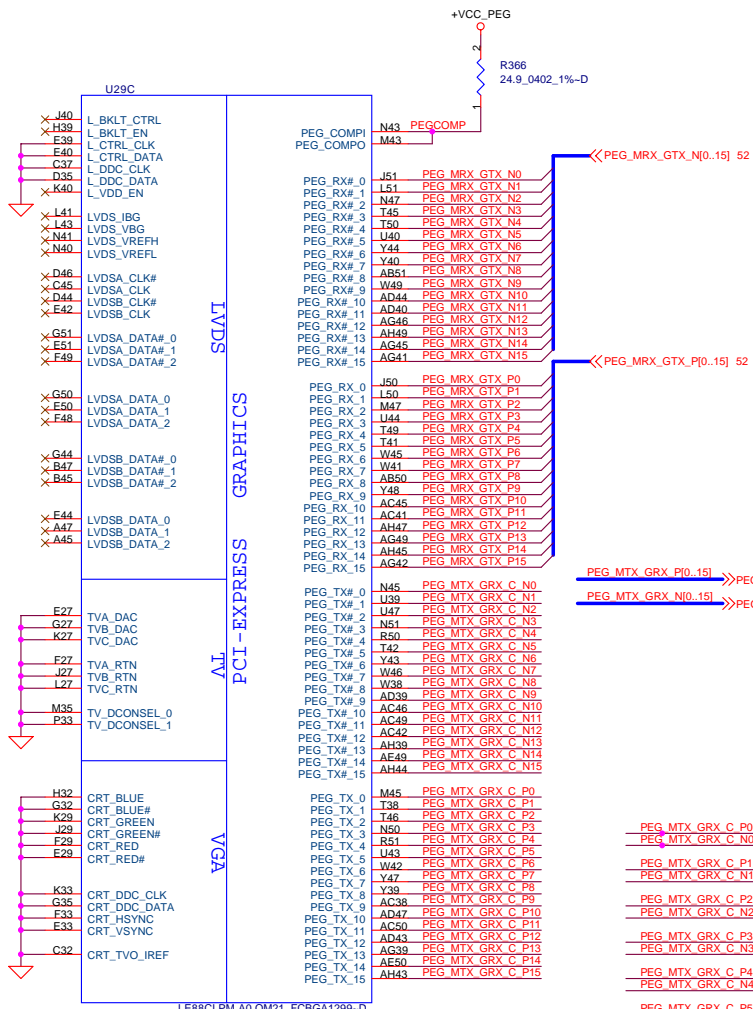 +VCC_PEG
2
R366
24.9_0402_1%~D
1
U29C
J40 L_BKLT_CTRL
H39 L_BKLT_EN
E39 L_CTRL_CLK
E40 L_CTRL_DATA
C37 L_DDC_CLK
D35 L_DDC_DATA
K40 L_VDD_EN
L41 LVDS_IBG
L43 LVDS_VBG
N41 LVDS_VREFH
N40 LVDS_VREFL
D46 LVDSA_CLK#
C45 LVDSA_CLK
D44 LVDSB_CLK#
E42 LVDSB_CLK
G51 LVDSA_DATA#_0
E51 LVDSA_DATA#_1
F49 LVDSA_DATA#_2
G50 LVDSA_DATA_0
E50 LVDSA_DATA_1
F48 LVDSA_DATA_2
G44 LVDSB_DATA#_0
B47 LVDSB_DATA#_1
B45 LVDSB_DATA#_2
E44 LVDSB_DATA_0
A47 LVDSB_DATA_1
A45 LVDSB_DATA_2
E27 TVA_DAC
G27 TVB_DAC
K27 TVC_DAC
F27 TVA_RTN
J27 TVB_RTN
L27 TVC_RTN
M35 TV_DCONSEL_0
P33 TV_DCONSEL_1
H32 CRT_BLUE
G32 CRT_BLUE#
K29 CRT_GREEN
J29 CRT_GREEN#
F29 CRT_RED
E29 CRT_RED#
K33 CRT_DDC_CLK
G35 CRT_DDC_DATA
F33 CRT_HSYNC
E33 CRT_VSYNC
C32 CRT_TVO_IREF
LVDS
TV
VGA
PCI-EXPRESS GRAPHICS
PEG_COMPI N43 PEGCOMP
PEG_COMPO M43
PEG_RX#_0 J51 PEG_MRX_GTX_N0
PEG_RX#_1 L51 PEG_MRX_GTX_N1
PEG_RX#_2 N47 PEG_MRX_GTX_N2
PEG_RX#_3 T45 PEG_MRX_GTX_N3
PEG_RX#_4 T50 PEG_MRX_GTX_N4
PEG_RX#_5 U40 PEG_MRX_GTX_N5
PEG_RX#_6 Y44 PEG_MRX_GTX_N6
PEG_RX#_7 Y40 PEG_MRX_GTX_N7
PEG_RX#_8 AB51 PEG_MRX_GTX_N8
PEG_RX#_9 W49 PEG_MRX_GTX_N9
PEG_RX#_10 AD44 PEG_MRX_GTX_N10
PEG_RX#_11 AD40 PEG_MRX_GTX_N11
PEG_RX#_12 AG46 PEG_MRX_GTX_N12
PEG_RX#_13 AH49 PEG_MRX_GTX_N13
PEG_RX#_14 AG45 PEG_MRX_GTX_N14
PEG_RX#_15 AG41 PEG_MRX_GTX_N15
PEG_RX_0 J50 PEG_MRX_GTX_P0
PEG_RX_1 L50 PEG_MRX_GTX_P1
PEG_RX_2 M47 PEG_MRX_GTX_P2
PEG_RX_3 U44 PEG_MRX_GTX_P3
PEG_RX_4 T49 PEG_MRX_GTX_P4
PEG_RX_5 T41 PEG_MRX_GTX_P5
PEG_RX_6 W45 PEG_MRX_GTX_P6
PEG_RX_7 W41 PEG_MRX_GTX_P7
PEG_RX_8 AB50 PEG_MRX_GTX_P8
PEG_RX_9 Y48 PEG_MRX_GTX_P9
PEG_RX_10 AC45 PEG_MRX_GTX_P10
PEG_RX_11 AC41 PEG_MRX_GTX_P11
PEG_RX_12 AH47 PEG_MRX_GTX_P12
PEG_RX_13 AG49 PEG_MRX_GTX_P13
PEG_RX_14 AH45 PEG_MRX_GTX_P14
PEG_RX_15 AG42 PEG_MRX_GTX_P15
PEG_TX#_0 N45 PEG_MTX_GRX_C_N0
PEG_TX#_1 U39 PEG_MTX_GRX_C_N1
PEG_TX#_2 U47 PEG_MTX_GRX_C_N2
PEG_TX#_3 N51 PEG_MTX_GRX_C_N3
PEG_TX#_4 R50 PEG_MTX_GRX_C_N4
PEG_TX#_5 T42 PEG_MTX_GRX_C_N5
PEG_TX#_6 Y43 PEG_MTX_GRX_C_N6
PEG_TX#_7 W46 PEG_MTX_GRX_C_N7
PEG_TX#_8 W38 PEG_MTX_GRX_C_N8
PEG_TX#_9 AD39 PEG_MTX_GRX_C_N9
PEG_TX#_10 AC46 PEG_MTX_GRX_C_N10
PEG_TX#_11 AC49 PEG_MTX_GRX_C_N11
PEG_TX#_12 AC42 PEG_MTX_GRX_C_N12
PEG_TX#_13 AH39 PEG_MTX_GRX_C_N13
PEG_TX#_14 AE49 PEG_MTX_GRX_C_N14
PEG_TX#_15 AH44 PEG_MTX_GRX_C_N15
PEG_TX_0 M45 PEG_MTX_GRX_C_P0
PEG_TX_1 T38 PEG_MTX_GRX_C_P1
PEG_TX_2 T46 PEG_MTX_GRX_C_P2
PEG_TX_3 N50 PEG_MTX_GRX_C_P3
PEG_TX_4 R51 PEG_MTX_GRX_C_P4
PEG_TX_5 U43 PEG_MTX_GRX_C_P5
PEG_TX_6 W42 PEG_MTX_GRX_C_P6
PEG_TX_7 Y47 PEG_MTX_GRX_C_P7
PEG_TX_8 Y39 PEG_MTX_GRX_C_P8
PEG_TX_9 AC38 PEG_MTX_GRX_C_P9
PEG_TX_10 AD47 PEG_MTX_GRX_C_P10
PEG_TX_11 AC50 PEG_MTX_GRX_C_P11
PEG_TX_12 AD43 PEG_MTX_GRX_C_P12
PEG_TX_13 AG39 PEG_MTX_GRX_C_P13
PEG_TX_14 AE50 PEG_MTX_GRX_C_P14
PEG_TX_15 AH43 PEG_MTX_GRX_C_P15
LE88CLPM A0 QM21_FCBGA1299~D
PEG_MRX_GTX_N[0..15] 52
PEG_MRX_GTX_P[0..15] 52
PEG_MTX_GRX_P[0..15]
PEG_MTX_GRX_N[0..15]
PEG_MTX_GRX_C_P0
PEG_MTX_GRX_C_N0
PEG_MTX_GRX_C_P1
PEG_MTX_GRX_C_N1
PEG_MTX_GRX_C_P2
PEG_MTX_GRX_C_N2
PEG_MTX_GRX_C_P3
PEG_MTX_GRX_C_N3
PEG_MTX_GRX_C_P4
PEG_MTX_GRX_C_N4
PEG_MTX_GRX_C_P5